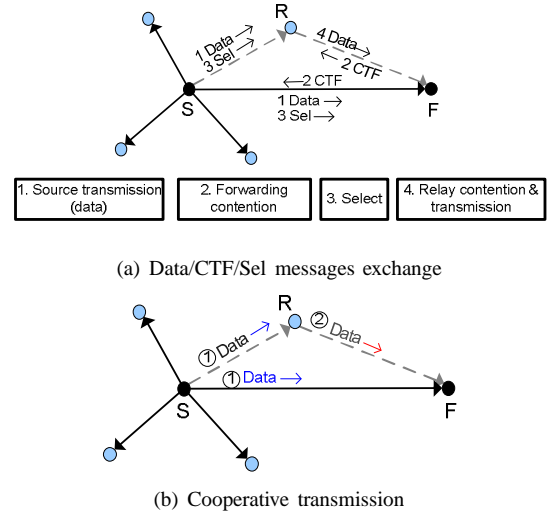 R
1 Data →
3 Sel →
4 Data →
← 2 CTF
←2 CTF
S
F
1 Data →
3 Sel →
1. Source transmission (data)
2. Forwarding contention
3. Select
4. Relay contention & transmission
(a) Data/CTF/Sel messages exchange
R
① Data →
② Data →
① Data →
S
F
(b) Cooperative transmission